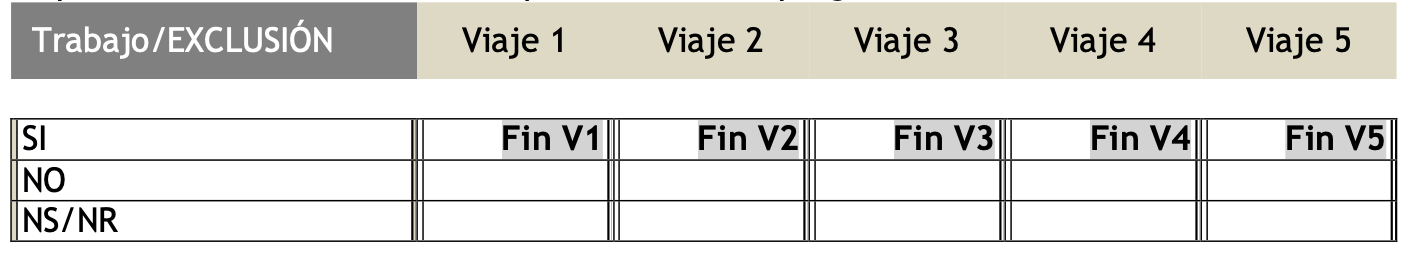 Trabajo/EXCLUSIÓN Viaje 1 Viaje 2 Viaje 3 Viaje 4 Viaje 5
SI Fin V1 Fin V2 Fin V3 Fin V4 Fin V5
NO
NS/NR